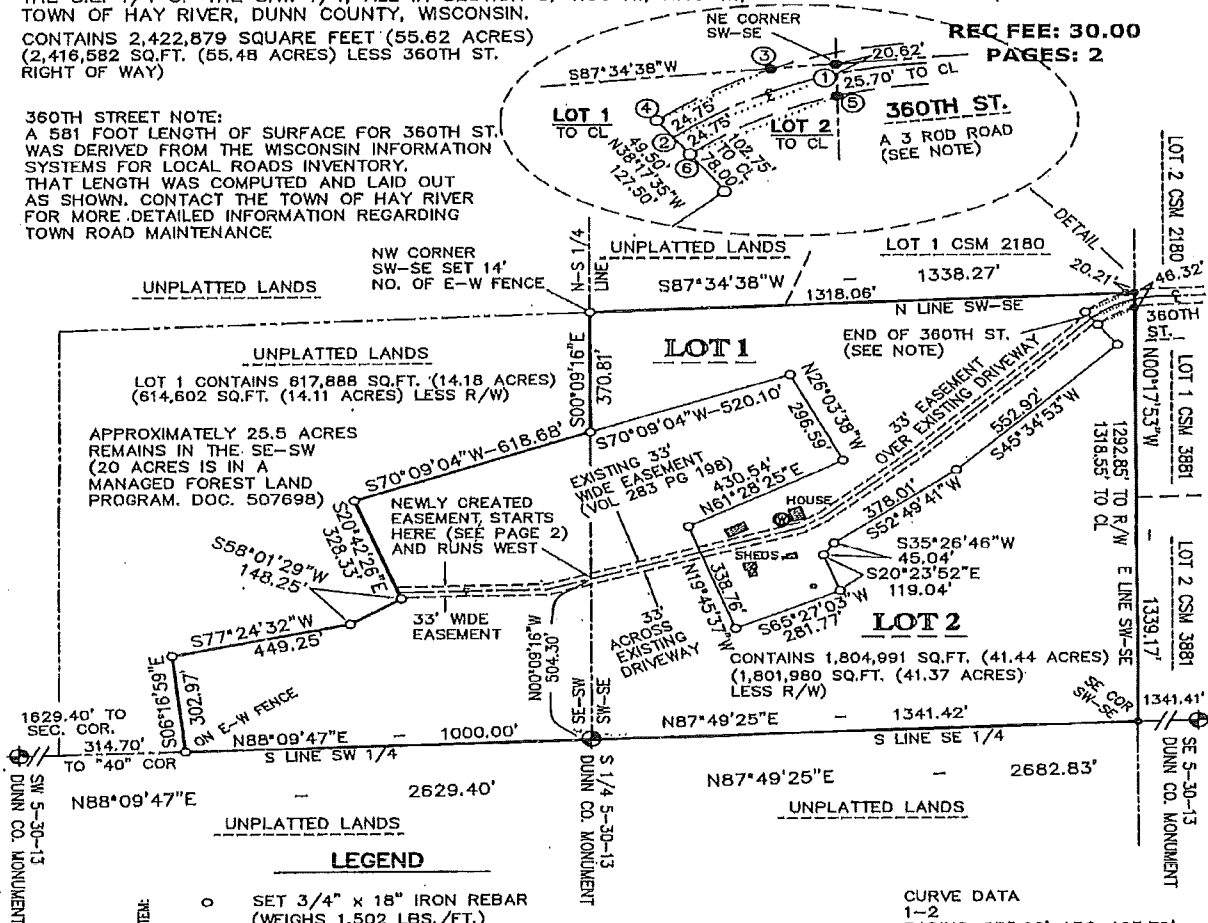 TOWN OF HAY RIVER, DUNN COUNTY, WISCONSIN.
CONTAINS 2,422,879 SQUARE FEET (55.62 ACRES)
(2,416,582 SQ.FT. (55.48 ACRES) LESS 360TH ST.
RIGHT OF WAY)
REC FEE: 30.00
PAGES: 2
360TH STREET NOTE:
A 581 FOOT LENGTH OF SURFACE FOR 360TH ST.
WAS DERIVED FROM THE WISCONSIN INFORMATION
SYSTEMS FOR LOCAL ROADS INVENTORY.
THAT LENGTH WAS COMPUTED AND LAID OUT
AS SHOWN. CONTACT THE TOWN OF HAY RIVER
FOR MORE DETAILED INFORMATION REGARDING
TOWN ROAD MAINTENANCE
NE CORNER
SW-SE
S87°34'38"W
3
20.62'
1
25.70' TO CL
5
4
LOT 1
TO CL
24.75'
2
24.75'
6
LOT 2
TO CL
360TH ST.
A 3 ROD ROAD
(SEE NOTE)
49.50'
N38°17'35"W
127.50'
102.75'
TO CL
78.00'
DETAIL
LOT 2 CSM 2180
NW CORNER
SW-SE SET 14'
NO. OF E-W FENCE
N-S 1/4
LINE
UNPLATTED LANDS
LOT 1 CSM 2180
UNPLATTED LANDS
S87°34'38"W - 1338.27'
1318.06'
20.21'
46.32'
N LINE SW-SE
360TH
ST.
END OF 360TH ST.
(SEE NOTE)
UNPLATTED LANDS
S00°09'16"E
370.81'
LOT 1
LOT 1 CONTAINS 617,888 SQ.FT. (14.18 ACRES)
(614,602 SQ.FT. (14.11 ACRES) LESS R/W)
N26°03'38"W
296.59'
33' EASEMENT
OVER EXISTING DRIVEWAY
N00°17'53"W
LOT 1 CSM 3881
APPROXIMATELY 25.5 ACRES
REMAINS IN THE SE-SW
(20 ACRES IS IN A
MANAGED FOREST LAND
PROGRAM. DOC. 507698)
S70°09'04"W-618.68'
S70°09'04"W-520.10'
552.92'
S45°34'53"W
1292.85' TO R/W
1318.55' TO CL
EXISTING 33'
WIDE EASEMENT
(VOL 283 PG 198)
430.54'
N61°28'25"E
HOUSE
378.01'
S52°49'41"W
NEWLY CREATED
EASEMENT STARTS
HERE (SEE PAGE 2)
AND RUNS WEST
S20°42'26"E
328.33'
S58°01'29"W
148.25'
SHEDS
S35°26'46"W
45.04'
S20°23'52"E
119.04'
E LINE SW-SE
LOT 2 CSM 3881
33' WIDE
EASEMENT
N19°45'37"W
338.76'
S65°27'03"W
281.77'
LOT 2
S77°24'32"W
449.25'
N00°09'16"W
504.30'
33'
ACROSS
EXISTING
DRIVEWAY
CONTAINS 1,804,991 SQ.FT. (41.44 ACRES)
(1,801,980 SQ.FT. (41.37 ACRES)
LESS R/W)
1339.17'
S06°16'59"E
302.97'
ON E-W FENCE
SE-SW
SW-SE
SE COR
SW-SE
1629.40' TO
SEC. COR.
314.70'
TO "40" COR
N88°09'47"E - 1000.00'
S LINE SW 1/4
N87°49'25"E - 1341.42'
S LINE SE 1/4
1341.41'
SW 5-30-13
DUNN CO. MONUMENT
N88°09'47"E - 2629.40'
S 1/4 5-30-13
DUNN CO. MONUMENT
N87°49'25"E - 2682.83'
SE 5-30-13
DUNN CO. MONUMENT
UNPLATTED LANDS
UNPLATTED LANDS
LEGEND
SET 3/4" x 18" IRON REBAR
(WEIGHS 1.502 LBS./FT.)
CURVE DATA
1-2